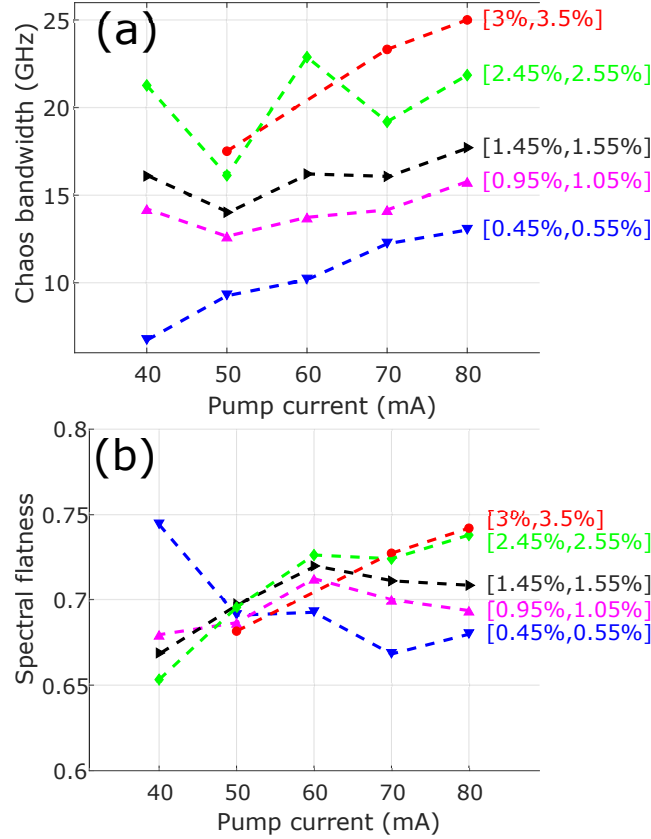 (a)
Chaos bandwidth (GHz)
25
20
15
10
[3%,3.5%]
[2.45%,2.55%]
[1.45%,1.55%]
[0.95%,1.05%]
[0.45%,0.55%]
40 50 60 70 80
Pump current (mA)
(b)
Spectral flatness
0.8
0.75
0.7
0.65
0.6
[3%,3.5%]
[2.45%,2.55%]
[1.45%,1.55%]
[0.95%,1.05%]
[0.45%,0.55%]
40 50 60 70 80
Pump current (mA)